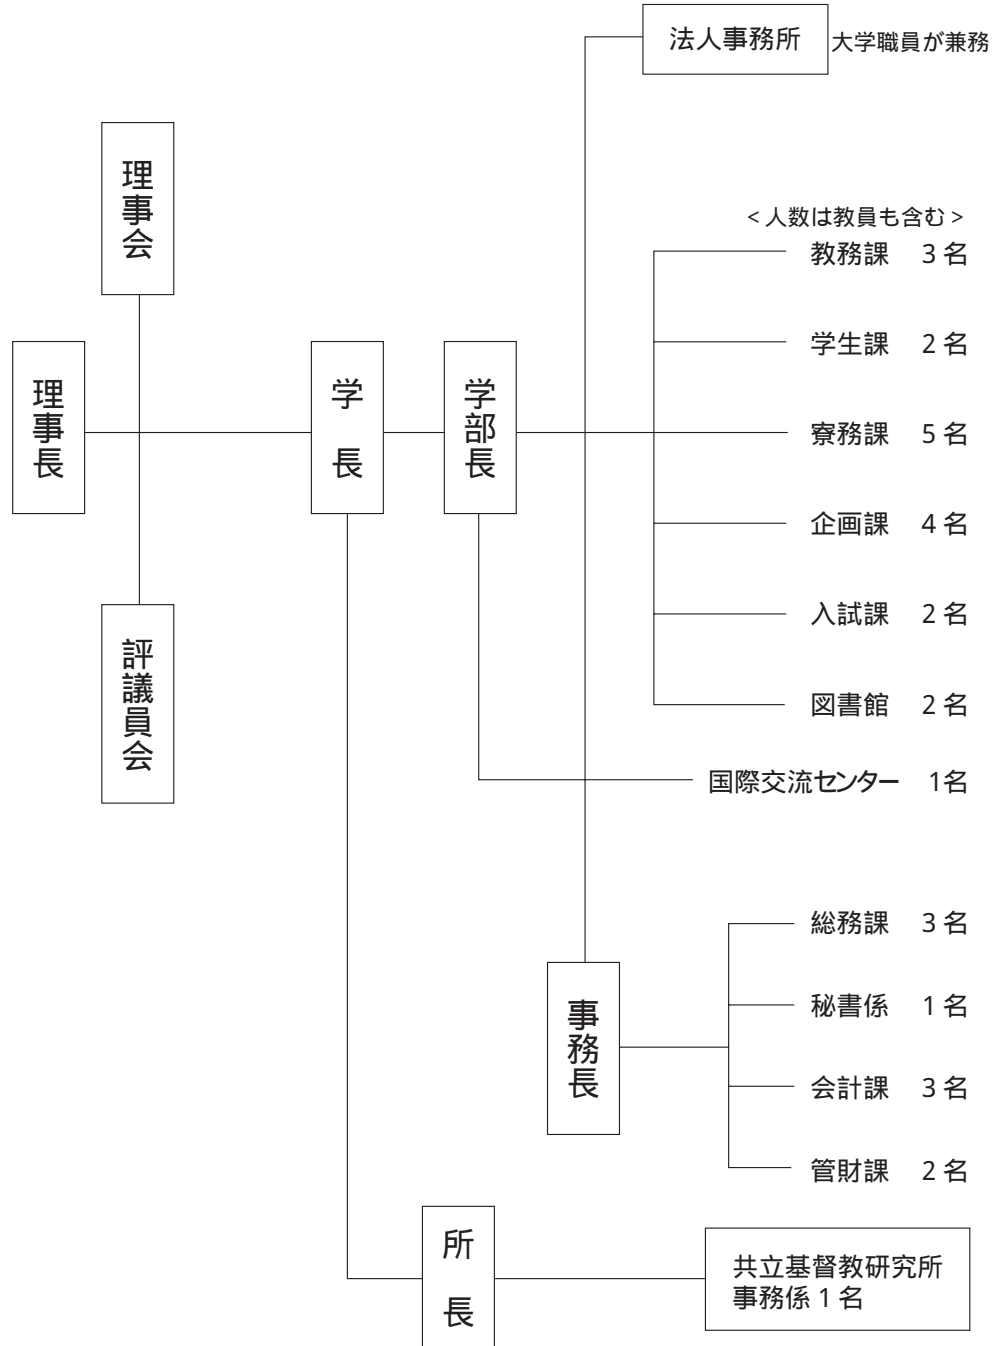 法人事務所
大学職員が兼務
理事会
<人数は教員も含む>
教務課 3名
学生課 2名
理事長
学長
学部長
寮務課 5名
企画課 4名
入試課 2名
評議員会
図書館 2名
国際交流センター 1名
総務課 3名
事務長
秘書係 1名
会計課 3名
管財課 2名
所長
共立基督教研究所
事務係1名